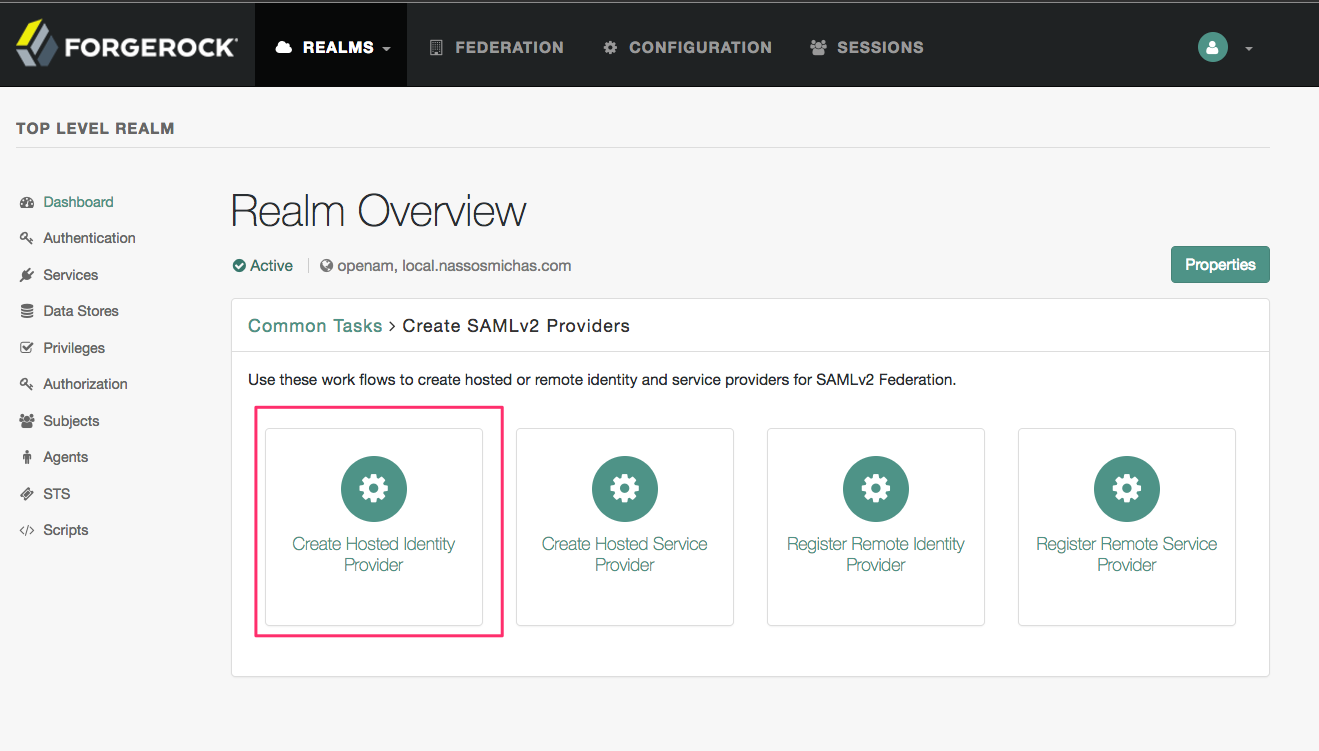 FORGEROCK
REALMS
FEDERATION
CONFIGURATION
SESSIONS
TOP LEVEL REALM
Dashboard
Authentication
Services
Data Stores
Privileges
Authorization
Subjects
Agents
STS
Scripts
Realm Overview
Active
openam, local.nassosmichas.com
Properties
Common Tasks > Create SAMLv2 Providers
Use these work flows to create hosted or remote identity and service providers for SAMLv2 Federation.
Create Hosted Identity
Provider
Create Hosted Service
Provider
Register Remote Identity
Provider
Register Remote Service
Provider